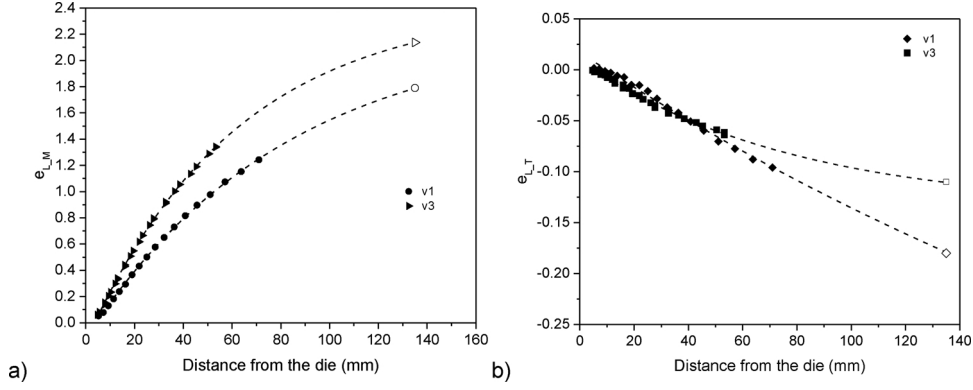 2.4
2.2
2.0
1.8
1.6
1.4
1.2
1.0
0.8
0.6
0.4
0.2
0.0
e_L_M
v1
v3
0 20 40 60 80 100 120 140 160
Distance from the die (mm)
a)
0.05
0.00
-0.05
-0.10
-0.15
-0.20
-0.25
e_L_T
v1
v3
0 20 40 60 80 100 120 140
Distance from the die (mm)
b)